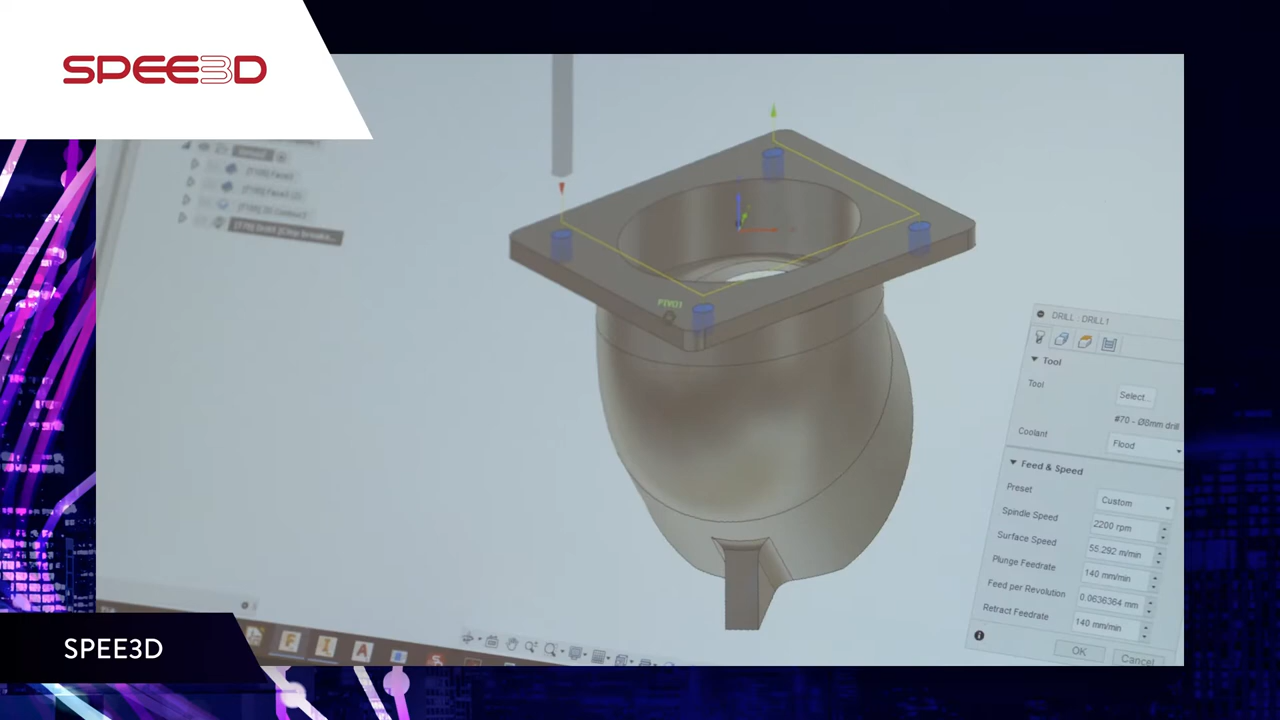 SPEE3D
PIVOT
DRILL : DRILL1
Tool
Tool
Select...
#70 - Ø8mm drill
Coolant
Flood
Feed & Speed
Preset
Custom
Spindle Speed
2200 rpm
Surface Speed
55.292 m/min
Plunge Feedrate
140 mm/min
Feed per Revolution
0.0636364 mm
Retract Feedrate
140 mm/min
OK
Cancel
SPEE3D